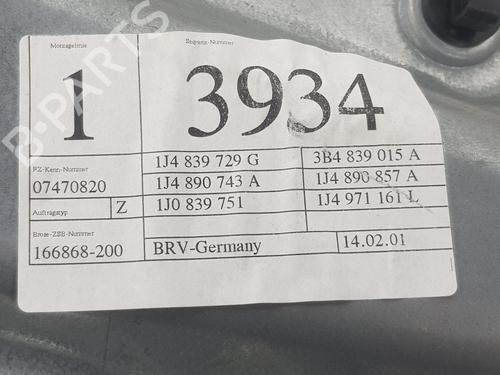 Montagelinie Sequenz-Nummer
1 3934
FZ-Kenn-Nummer 1J4 839 729 G 3B4 839 015 A
07470820 1J4 890 743 A 1J4 890 857 A
Auftragstyp Z 1J0 839 751 1J4 971 161 L
Brose-ZSB-Nummer
166868-200 BRV-Germany 14.02.01
B-PARTS